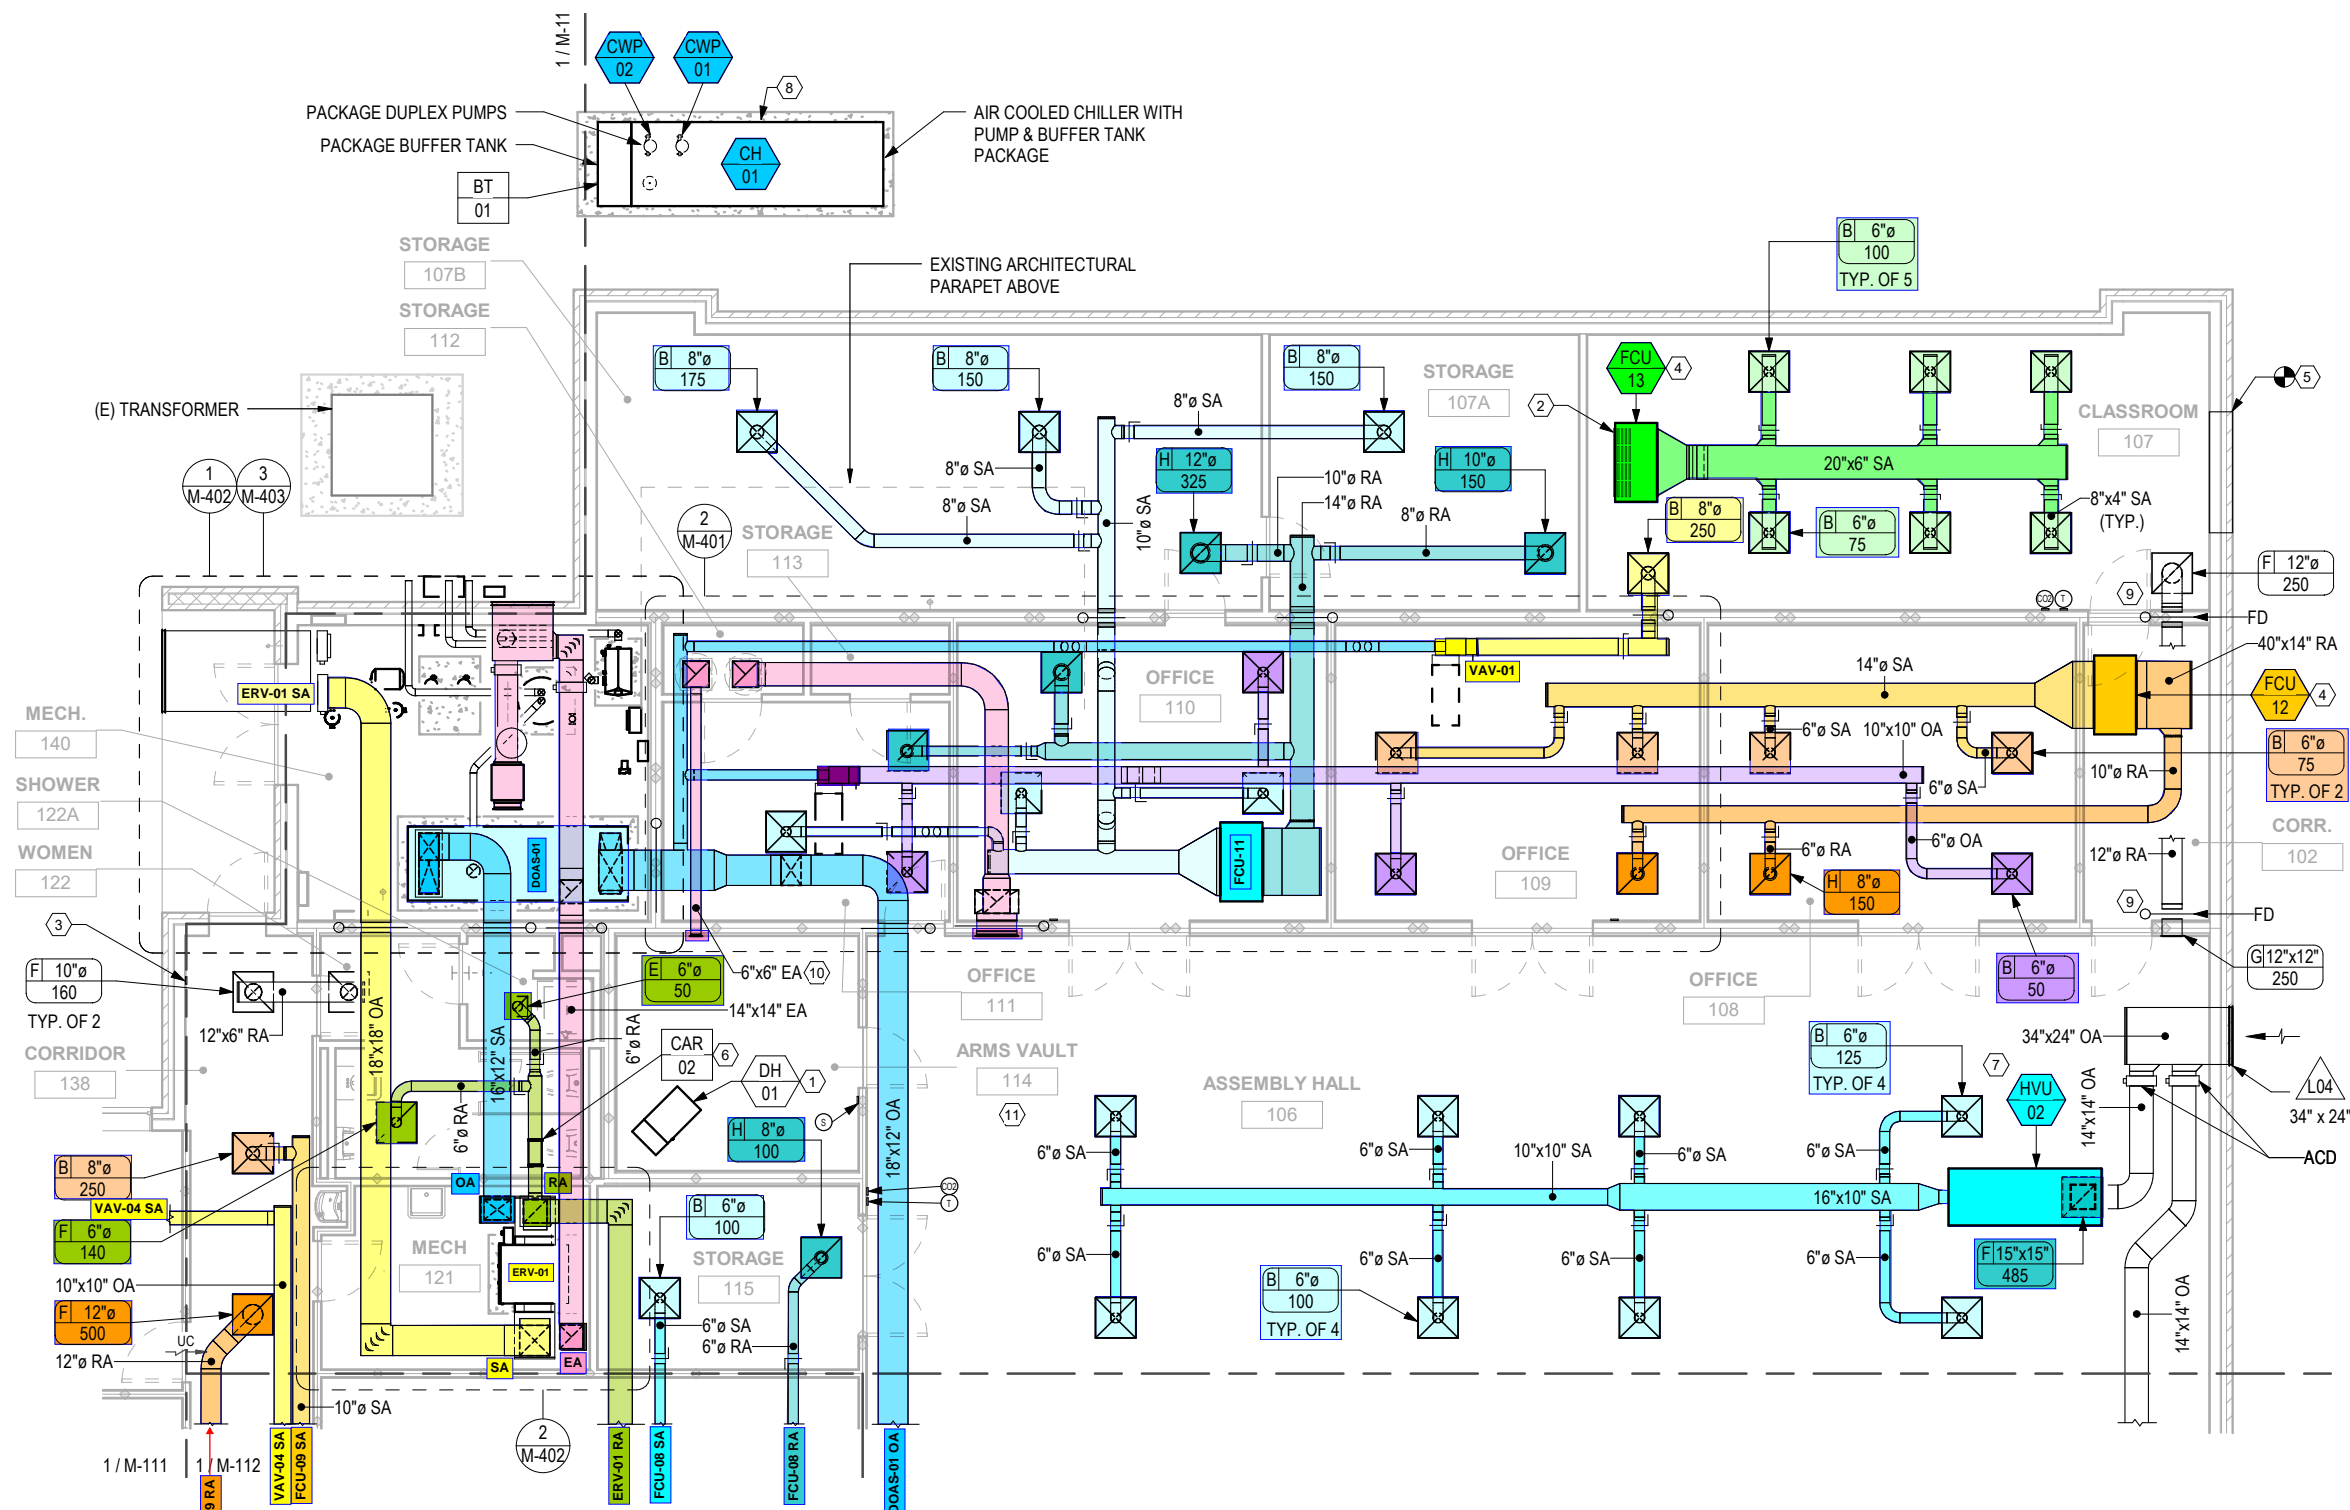 1 / M-11
CWP
02
CWP
01
8
PACKAGE DUPLEX PUMPS
PACKAGE BUFFER TANK
BT
01
CH
01
AIR COOLED CHILLER WITH
PUMP & BUFFER TANK
PACKAGE
STORAGE
107B
STORAGE
112
EXISTING ARCHITECTURAL
PARAPET ABOVE
B 6"ø
100
TYP. OF 5
(E) TRANSFORMER
B 8"ø
175
B 8"ø
150
B 8"ø
150
STORAGE
107A
FCU
13
4
2
5
CLASSROOM
107
8"ø SA
8"ø SA
8"ø SA
10"ø SA
H 12"ø
325
10"ø RA
14"ø RA
H 10"ø
150
8"ø RA
20"x6" SA
8"x4" SA
(TYP.)
B 8"ø
250
B 6"ø
75
1
M-402
3
M-403
2
M-401
STORAGE
113
F 12"ø
250
CO2
T
9
FD
40"x14" RA
ERV-01 SA
MECH.
140
OFFICE
110
VAV-01
14"ø SA
FCU
12
4
6"ø SA
10"x10" OA
B 6"ø
75
TYP. OF 2
10"ø RA
6"ø SA
SHOWER
122A
WOMEN
122
DOAS-01
FCU-11
OFFICE
109
6"ø RA
6"ø OA
12"ø RA
CORR.
102
H 8"ø
150
9
FD
3
F 10"ø
160
TYP. OF 2
12"x6" RA
CORRIDOR
138
18"x18" OA
16"x12" SA
E 6"ø
50
6"x6" EA
10
14"x14" EA
6"ø RA
OFFICE
111
OFFICE
108
B 6"ø
50
G 12"x12"
250
34"x24" OA
L04
34" x 24"
ACD
14"x14" OA
CAR
02
6
DH
01
1
S
ARMS VAULT
114
11
ASSEMBLY HALL
106
B 6"ø
125
TYP. OF 4
7
HVU
02
6"ø RA
H 8"ø
100
18"x12" OA
6"ø SA
6"ø SA
10"x10" SA
6"ø SA
6"ø SA
B 8"ø
250
VAV-04 SA
F 6"ø
140
OA
RA
CO2
T
16"x10" SA
MECH
121
ERV-01
B 6"ø
100
STORAGE
115
6"ø SA
6"ø SA
6"ø SA
6"ø SA
F 15"x15"
485
10"x10" OA
F 12"ø
500
UC
12"ø RA
SA
EA
6"ø SA
6"ø RA
B 6"ø
100
TYP. OF 4
14"x14" OA
10"ø SA
2
M-402
1 / M-111
1 / M-112
9 RA
VAV-04 SA
FCU-09 SA
ERV-01 RA
FCU-08 SA
FCU-08 RA
DOAS-01 OA